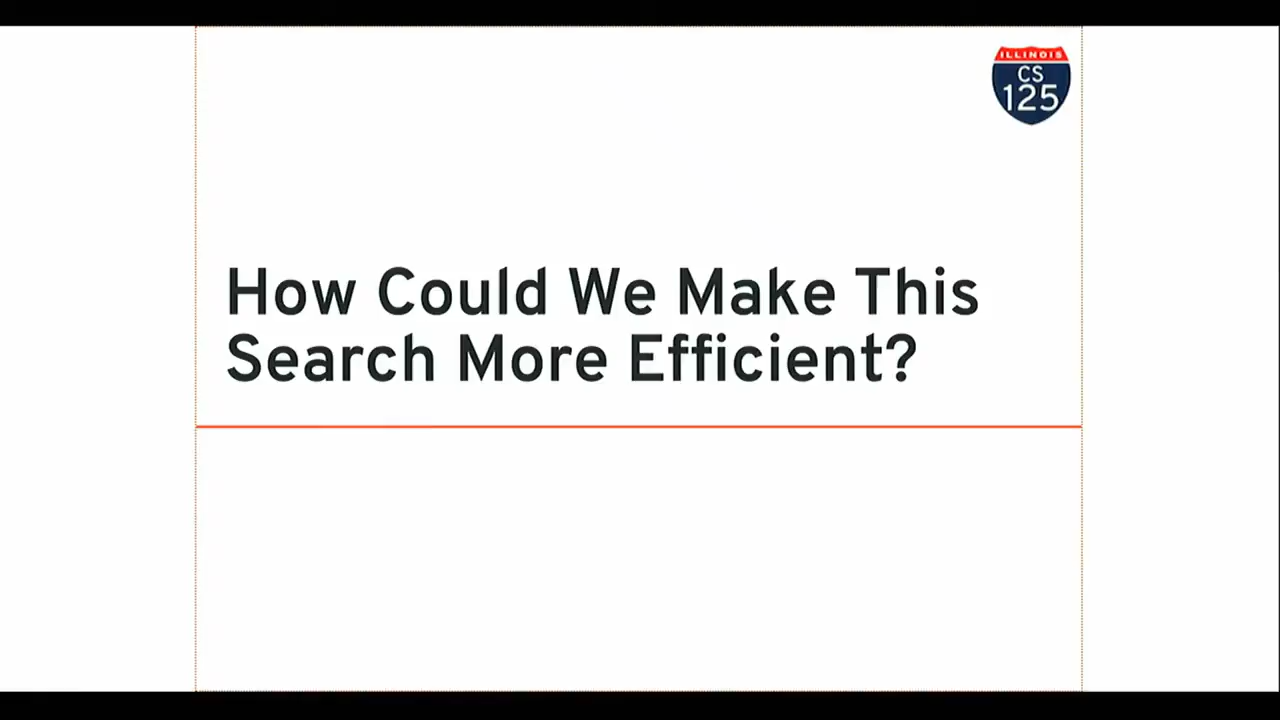 ILLINOIS
CS
125
How Could We Make This
Search More Efficient?